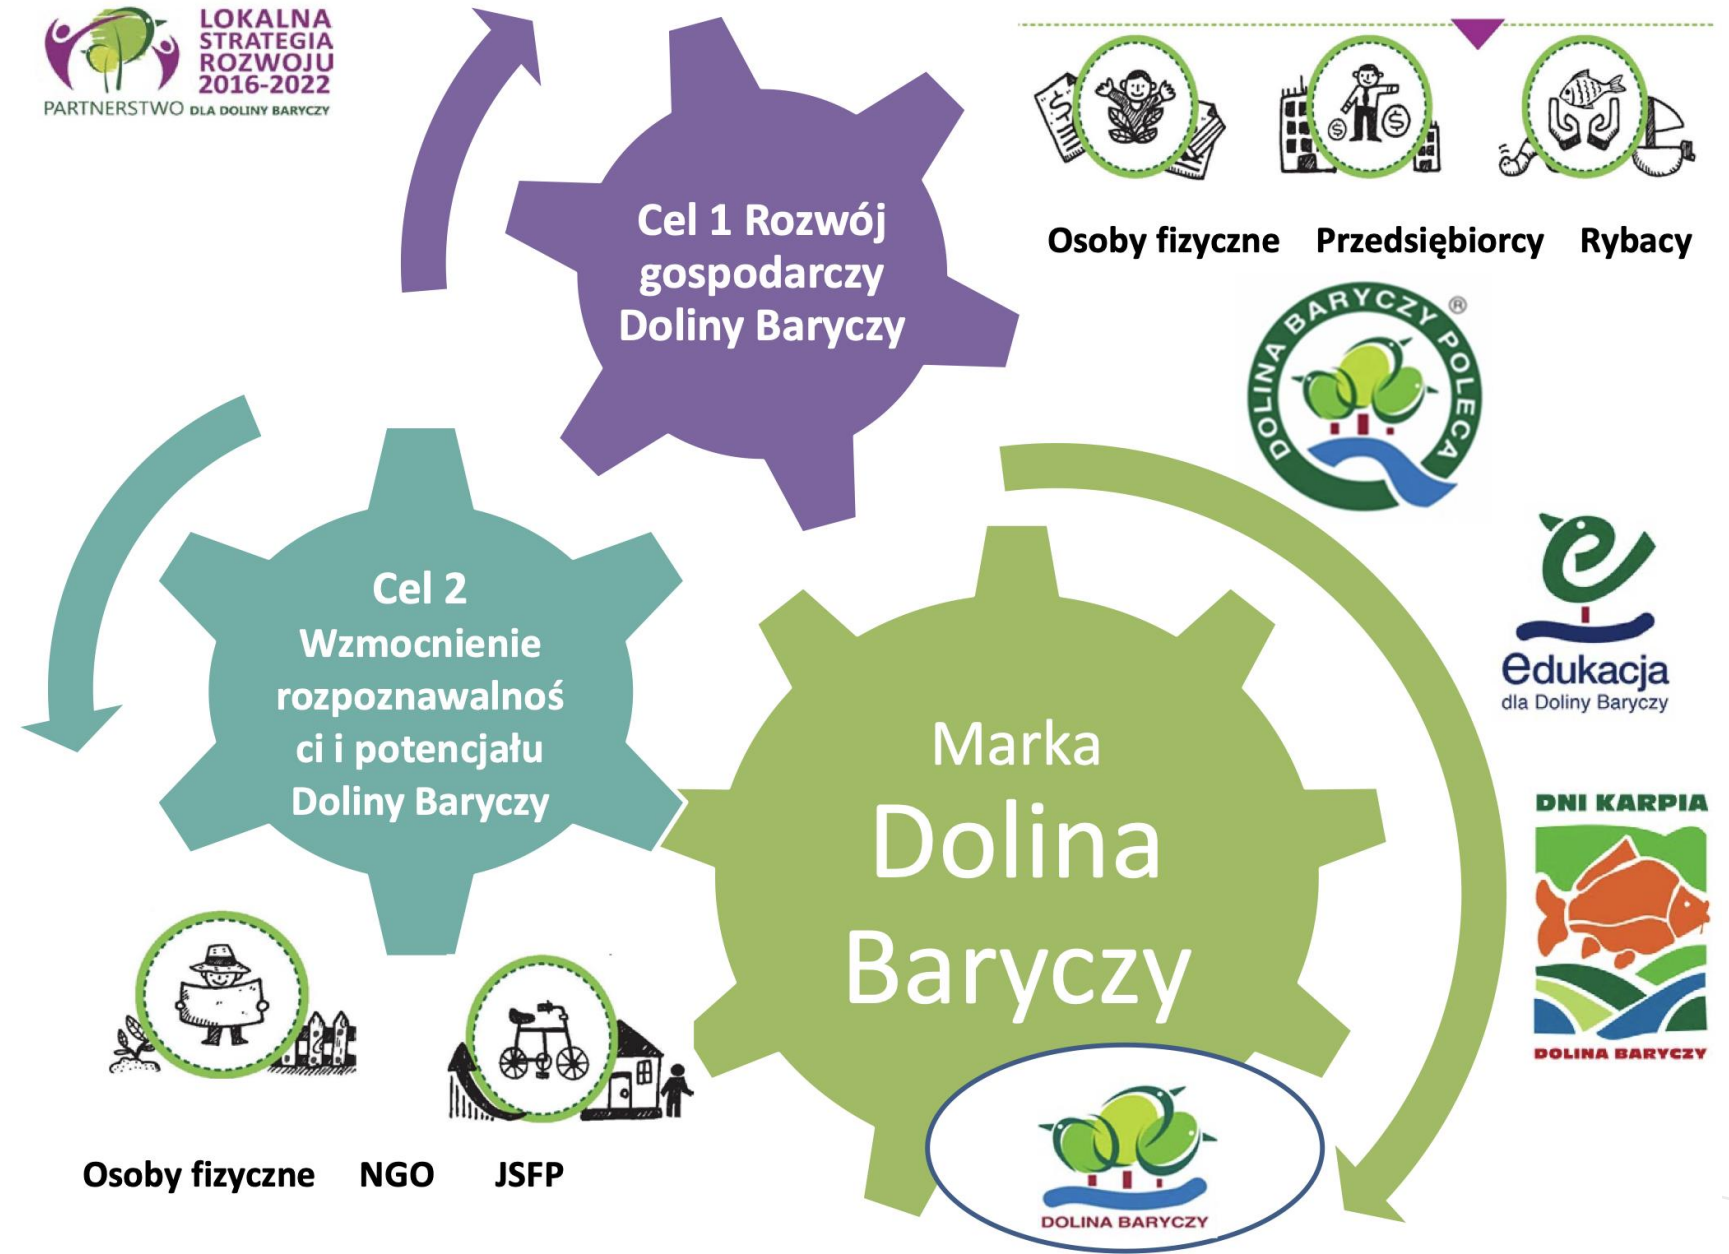 LOKALNA
STRATEGIA
ROZWOJU
2016-2022
PARTNERSTWO DLA DOLINY BARYCZY
Cel 1 Rozwój
gospodarczy
Doliny Baryczy
Osoby fizyczne Przedsiębiorcy Rybacy
DOLINA BARYCZY POLECA ®
Cel 2
Wzmocnienie
rozpoznawalnoś
ci i potencjału
Doliny Baryczy
edukacja
dla Doliny Baryczy
Marka
Dolina
Baryczy
DNI KARPIA
DOLINA BARYCZY
Osoby fizyczne NGO JSFP
DOLINA BARYCZY